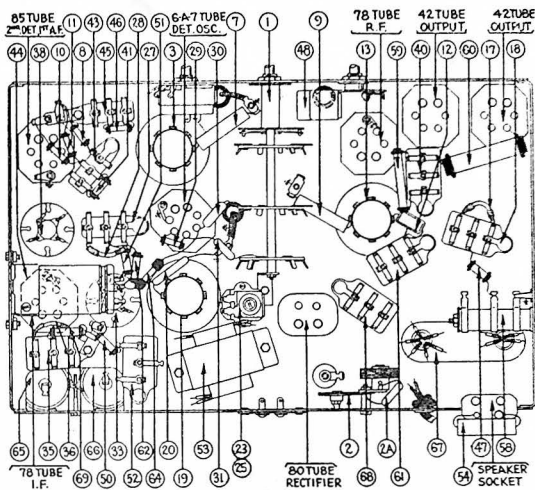 85 TUBE
2ND DET. 1ST A.F.
6-A-7 TUBE
DET. OSC.
78 TUBE
R.F.
42 TUBE
OUTPUT
42 TUBE
OUTPUT
11 43 46 28 51 7 1 9 59 60 17
44 38 10 8 45 41 27 3 29 30 48 13 40 12 18
65 35 36 66 50 33 62 20 53 23 2 67 47 58
69 52 64 19 31 25 2A 68 61 54
78 TUBE
I.F.
80 TUBE
RECTIFIER
SPEAKER
SOCKET